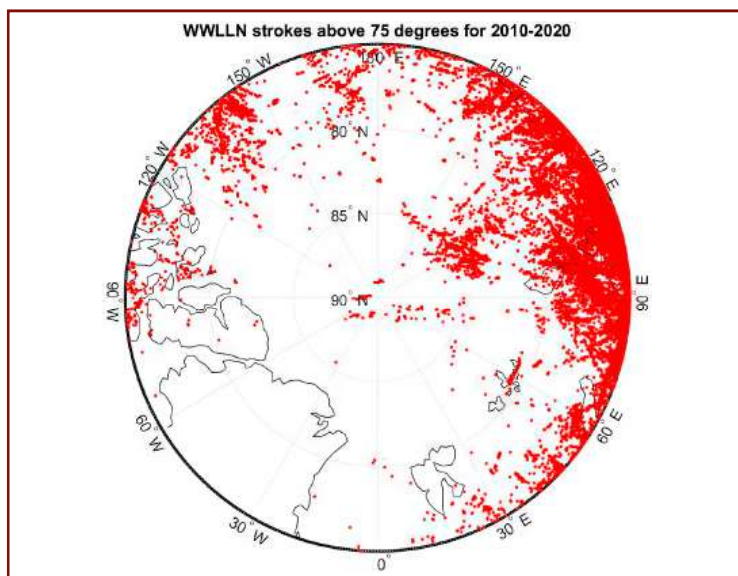 WWLLN strokes above 75 degrees for 2010-2020
180° E
150° W
150° E
120° W
120° E
80° N
85° N
90° N
90° W
90° E
60° W
60° E
30° W
30° E
0°